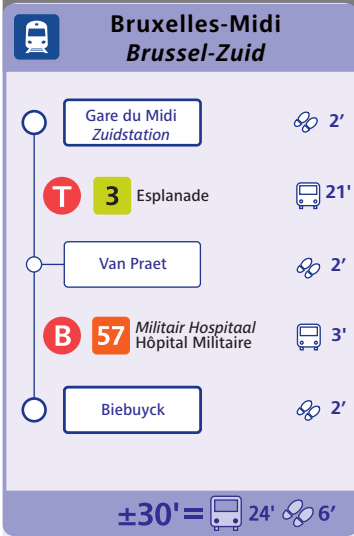 Bruxelles-Midi
Brussel-Zuid
Gare du Midi
Zuidstation
2’
T 3 Esplanade 21'
Van Praet 2’
B 57 Militair Hospitaal
Hôpital Militaire
3'
Biebuyck 2’
±30'= 24' 6’